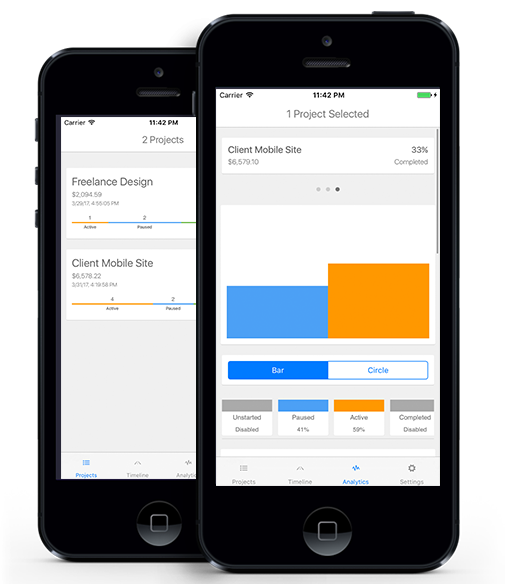 Carrier 11:42 PM
2 Projects
Freelance Design
$2,094.59
3/29/17, 4:55:05 PM
1 2
Active Paused
Client Mobile Site
$6,578.22
3/31/17, 4:19:58 PM
4 2
Active Paused
Projects Timeline
Carrier 11:42 PM
1 Project Selected
Client Mobile Site 33%
$6,579.10 Completed
Bar Circle
Unstarted Paused Active Completed
Disabled 41% 59% Disabled
Projects Timeline Analytics Settings